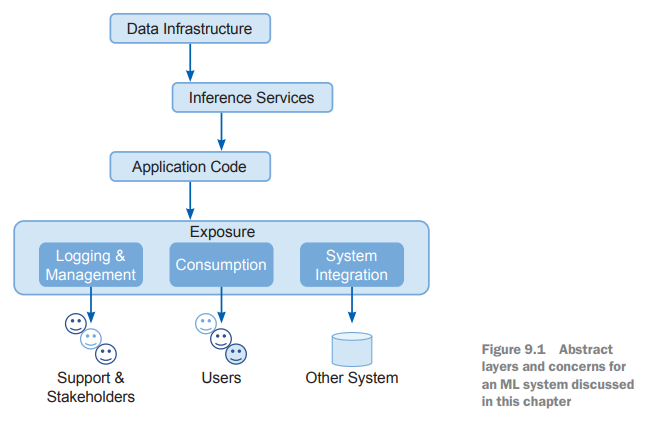 Data Infrastructure
Inference Services
Application Code
Exposure
Logging &
Management
Consumption
System
Integration
Support &
Stakeholders
Users
Other System
Figure 9.1 Abstract
layers and concerns for
an ML system discussed
in this chapter